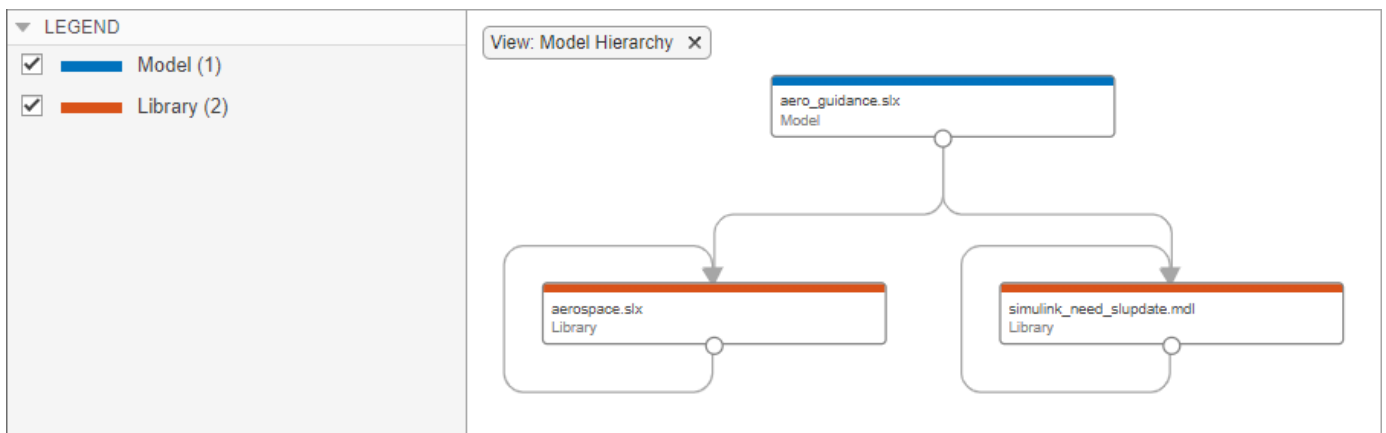 LEGEND
Model (1)
Library (2)
View: Model Hierarchy
aero_guidance.slx
Model
aerospace.slx
Library
simulink_need_slupdate.mdl
Library